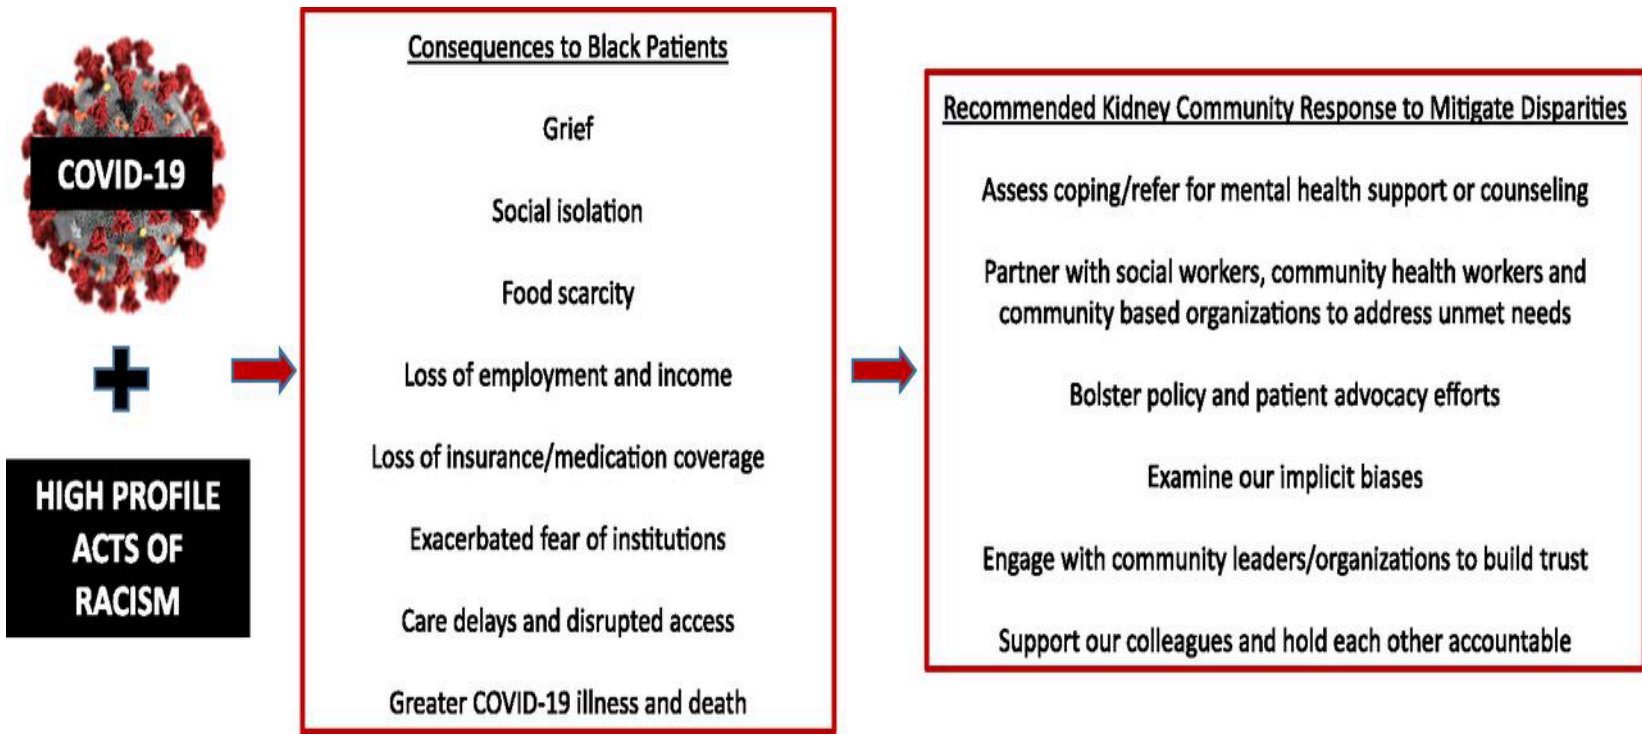 COVID-19
HIGH PROFILE
ACTS OF
RACISM
Consequences to Black Patients
Grief
Social isolation
Food scarcity
Loss of employment and income
Loss of insurance/medication coverage
Exacerbated fear of institutions
Care delays and disrupted access
Greater COVID-19 illness and death
Recommended Kidney Community Response to Mitigate Disparities
Assess coping/refer for mental health support or counseling
Partner with social workers, community health workers and
community based organizations to address unmet needs
Bolster policy and patient advocacy efforts
Examine our implicit biases
Engage with community leaders/organizations to build trust
Support our colleagues and hold each other accountable